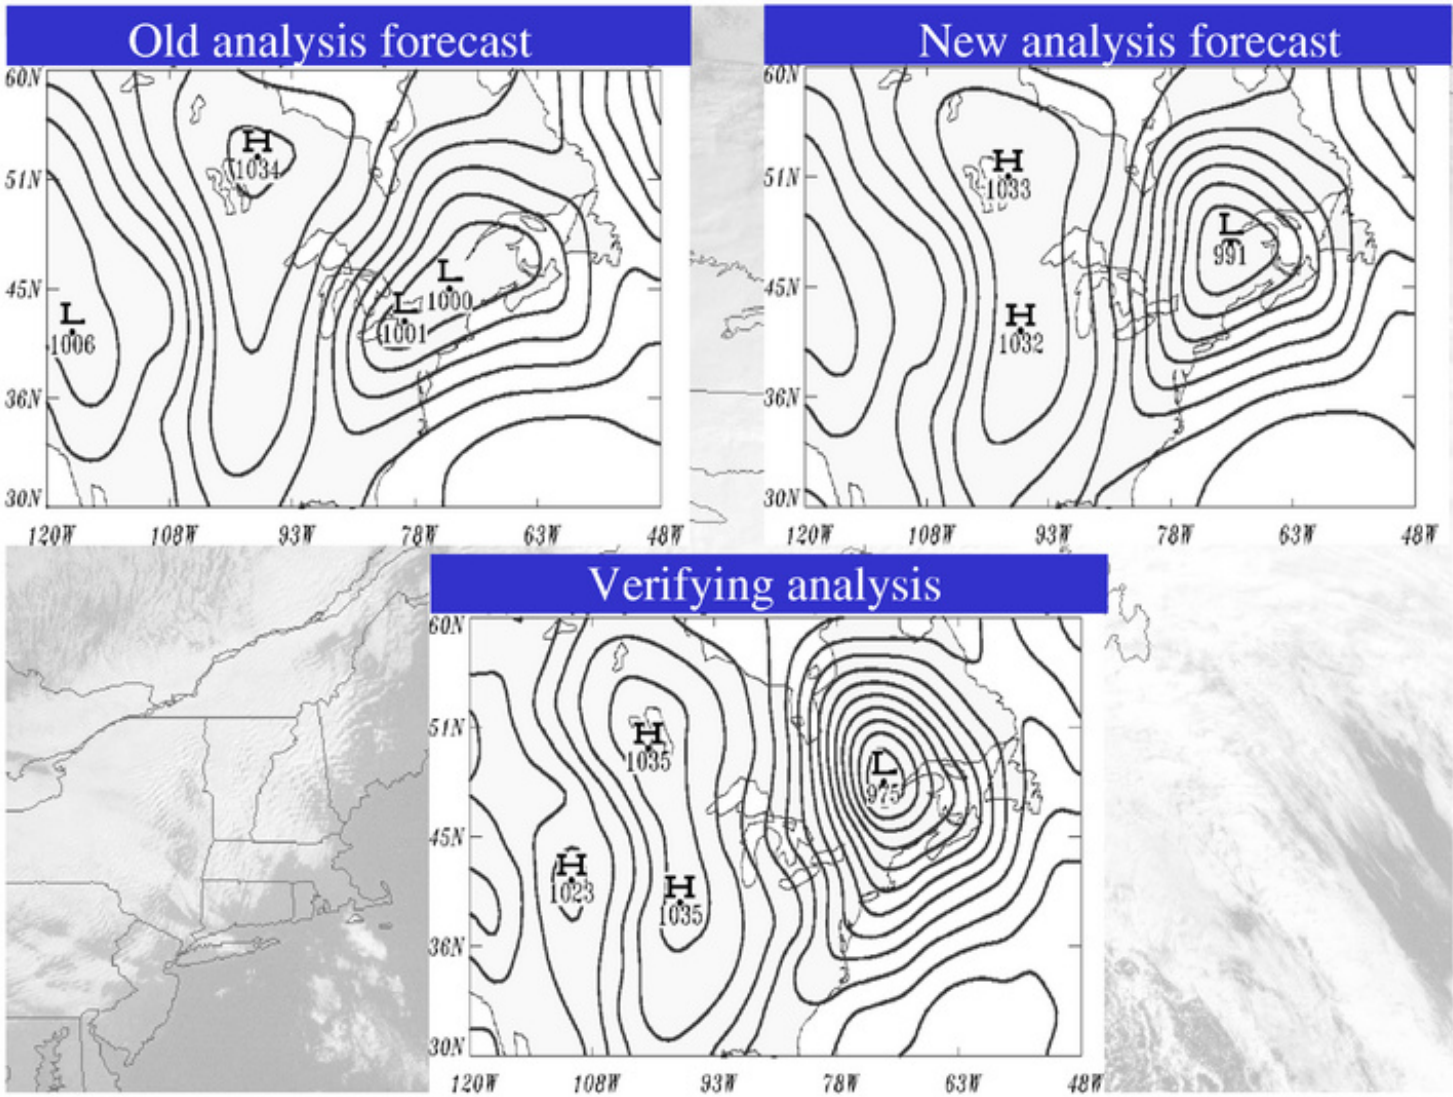 Old analysis forecast
60N
51N
45N
36N
30N
120W 108W 93W 78W 63W 48W
H
1034
L
1000
L
1001
L
1006
New analysis forecast
60N
51N
45N
36N
30N
120W 108W 93W 78W 63W 48W
H
1033
L
991
H
1032
Verifying analysis
60N
51N
45N
36N
30N
120W 108W 93W 78W 63W 48W
H
1035
L
975
H
1023
H
1035